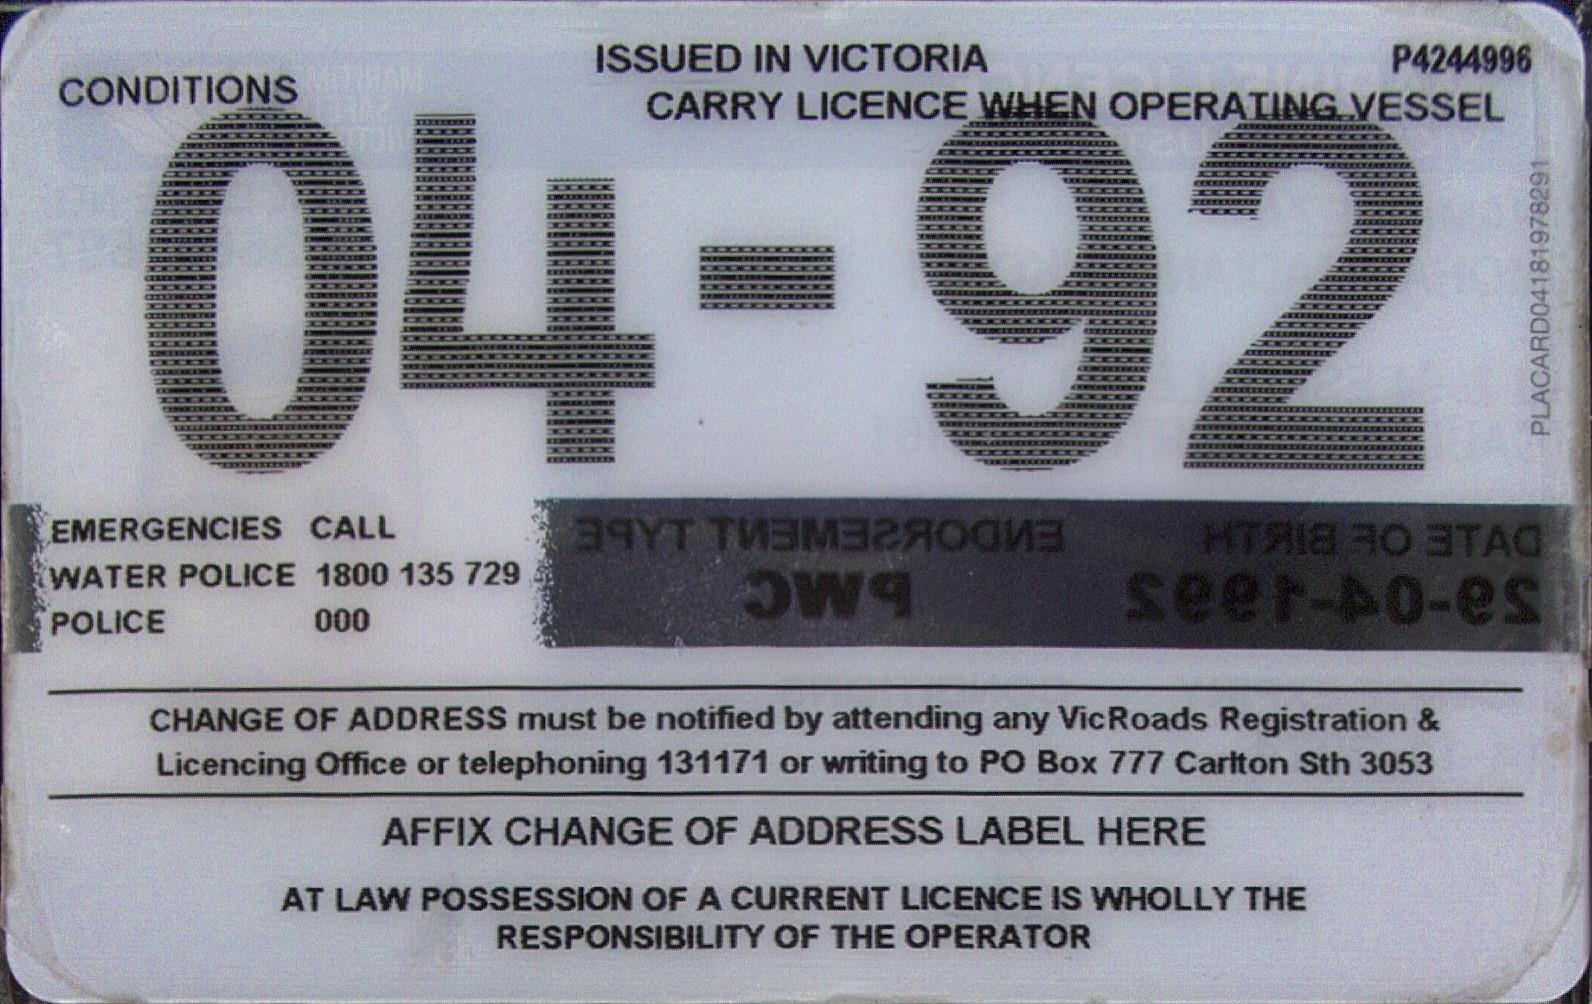 ISSUED IN VICTORIA P4244996
CONDITIONS
CARRY LICENCE WHEN OPERATING VESSEL
04-92
PLACARD0418197829​1
EMERGENCIES CALL
WATER POLICE 1800 135 729
POLICE 000
ENDORSEMENT TYPE DATE OF BIRTH
PWC 29-04-1992
CHANGE OF ADDRESS must be notified by attending any VicRoads Registration &
Licencing Office or telephoning 131171 or writing to PO Box 777 Carlton Sth 3053
AFFIX CHANGE OF ADDRESS LABEL HERE
AT LAW POSSESSION OF A CURRENT LICENCE IS WHOLLY THE
RESPONSIBILITY OF THE OPERATOR